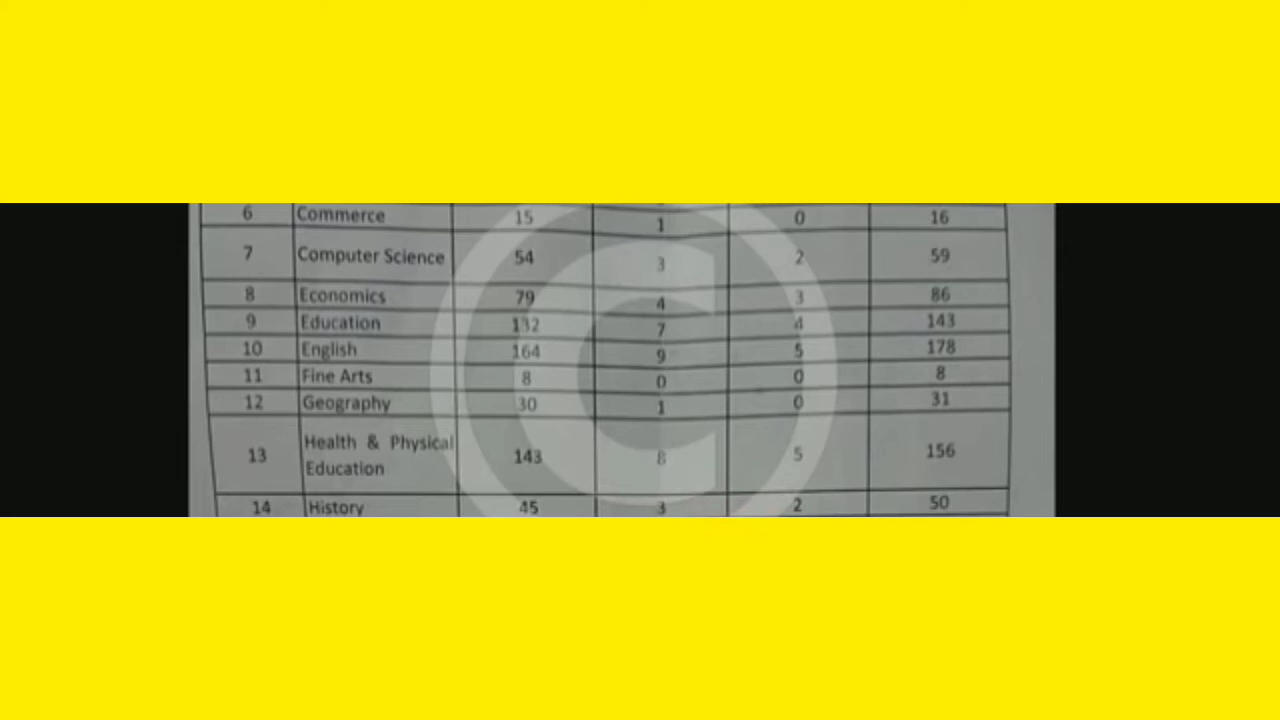 6 Commerce 15 1 0 16
7 Computer Science 54 3 2 59
8 Economics 79 4 3 86
9 Education 132 7 4 143
10 English 164 9 5 178
11 Fine Arts 8 0 0 8
12 Geography 30 1 0 31
13 Health & Physical 143 8 5 156
Education
14 History 45 3 2 50